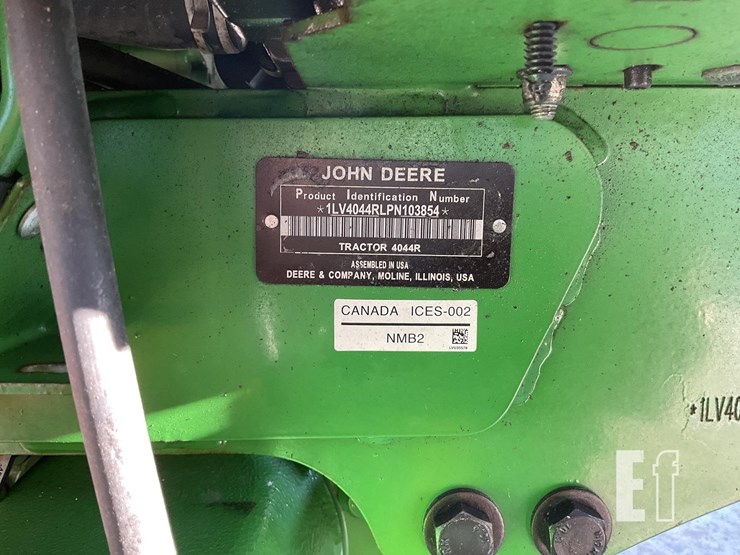 JOHN DEERE
Product Identification Number
*1LV4044RLPN103854*
TRACTOR 4044R
ASSEMBLED IN USA
DEERE & COMPANY, MOLINE, ILLINOIS, USA
CANADA ICES-002
NMB2
*1LV40
Ef